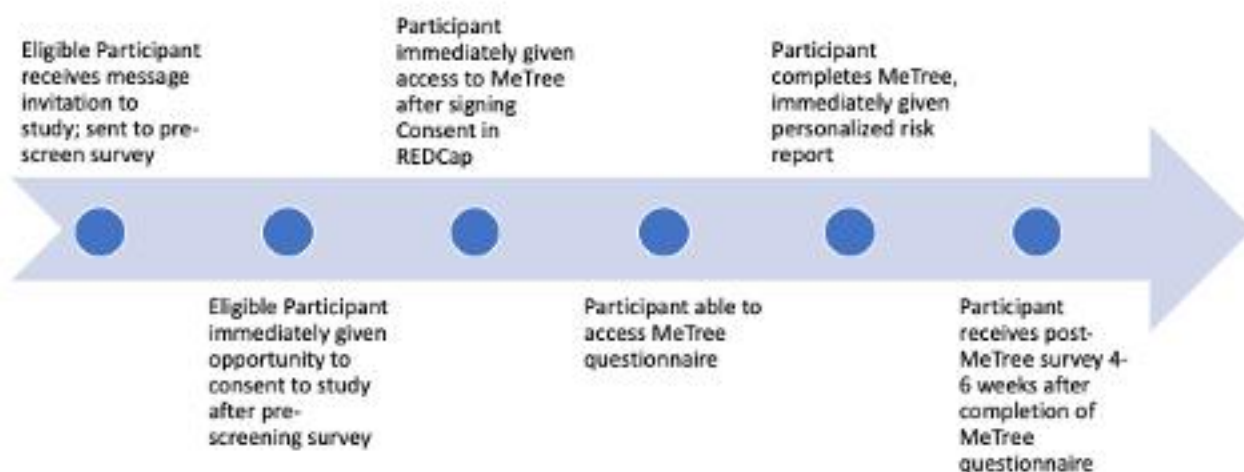 Eligible Participant
receives message
invitation to
study; sent to pre-
screen survey
Eligible Participant
immediately given
opportunity to
consent to study
after pre-
screening survey
Participant
immediately given
access to MeTree
after signing
Consent in
REDCap
Participant able to
access MeTree
questionnaire
Participant
completes MeTree,
immediately given
personalized risk
report
Participant
receives post-
MeTree survey 4-
6 weeks after
completion of
MeTree
questionnaire